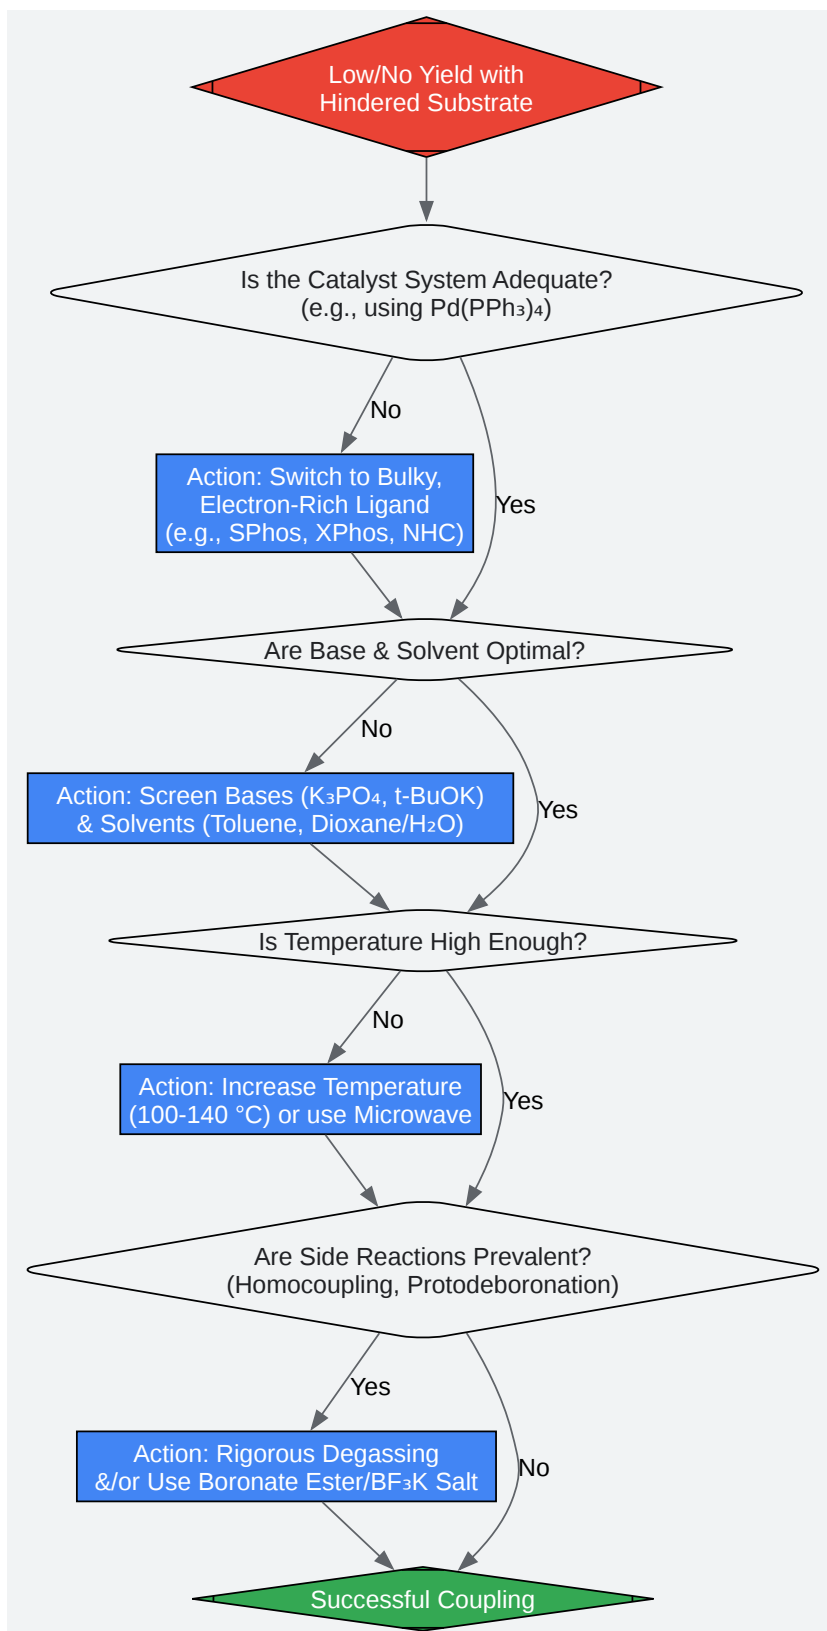 Low/No Yield with
Hindered Substrate
Is the Catalyst System Adequate?
(e.g., using Pd(PPh₃)₄)
No
Action: Switch to Bulky,
Electron-Rich Ligand
(e.g., SPhos, XPhos, NHC)
Yes
Are Base & Solvent Optimal?
No
Action: Screen Bases (K₃PO₄, t-BuOK)
& Solvents (Toluene, Dioxane/H₂O)
Yes
Is Temperature High Enough?
No
Action: Increase Temperature
(100-140 °C) or use Microwave
Yes
Are Side Reactions Prevalent?
(Homocoupling, Protodeboronation)
Yes
Action: Rigorous Degassing
&/or Use Boronate Ester/BF₃K Salt
No
Successful Coupling